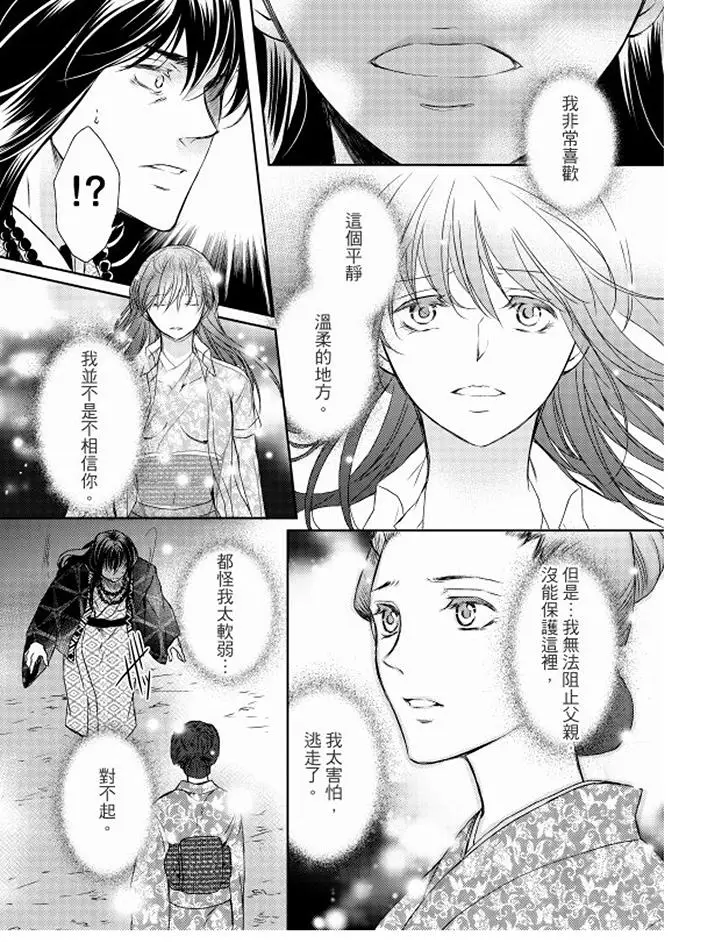 我非常喜歡
這個平靜
溫柔的地方。
!?
我並不是不相信你。
但是…我無法阻止父親，
沒能保護這裡，
我太害怕，
逃走了。
都怪我太軟弱…
對不起。